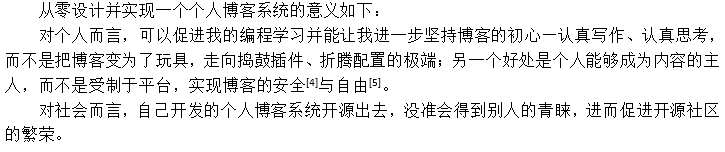 从零设计并实现一个个人博客系统的意义如下：
对个人而言，可以促进我的编程学习并能让我进一步坚持博客的初心—认真写作、认真思考，
而不是把博客变为了玩具，走向捣鼓插件、折腾配置的极端；另一个好处是个人能够成为内容的主
人，而不是受制于平台，实现博客的安全[4]与自由[5]。
对社会而言，自己开发的个人博客系统开源出去，没准会得到别人的青睐，进而促进开源社区
的繁荣。